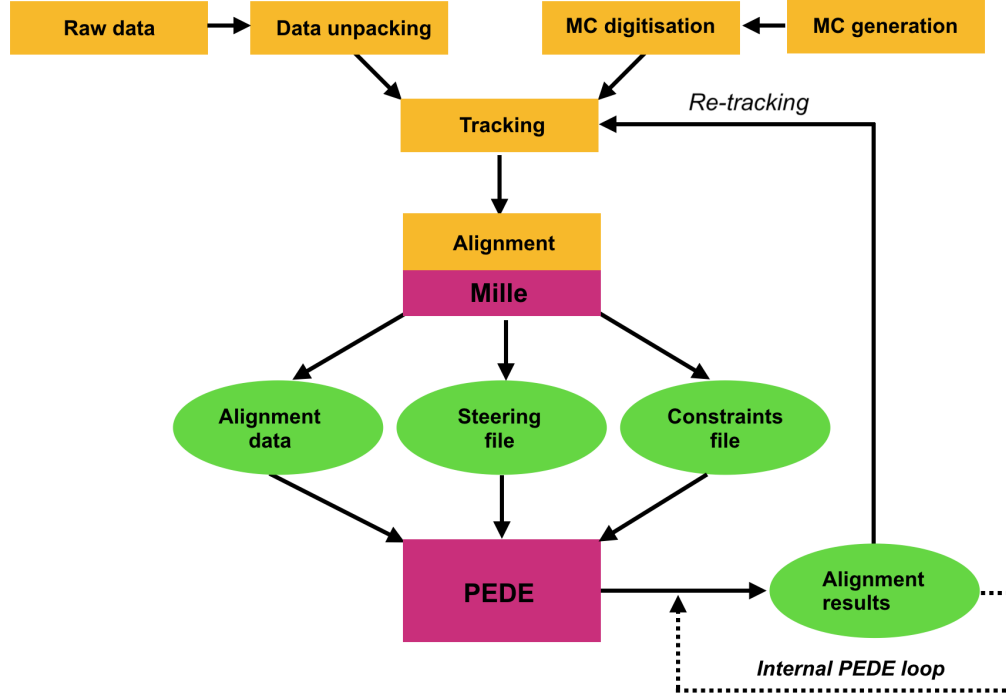 Raw data
Data unpacking
MC digitisation
MC generation
Re-tracking
Tracking
Alignment
Mille
Alignment
data
Steering
file
Constraints
file
PEDE
Alignment
results
Internal PEDE loop